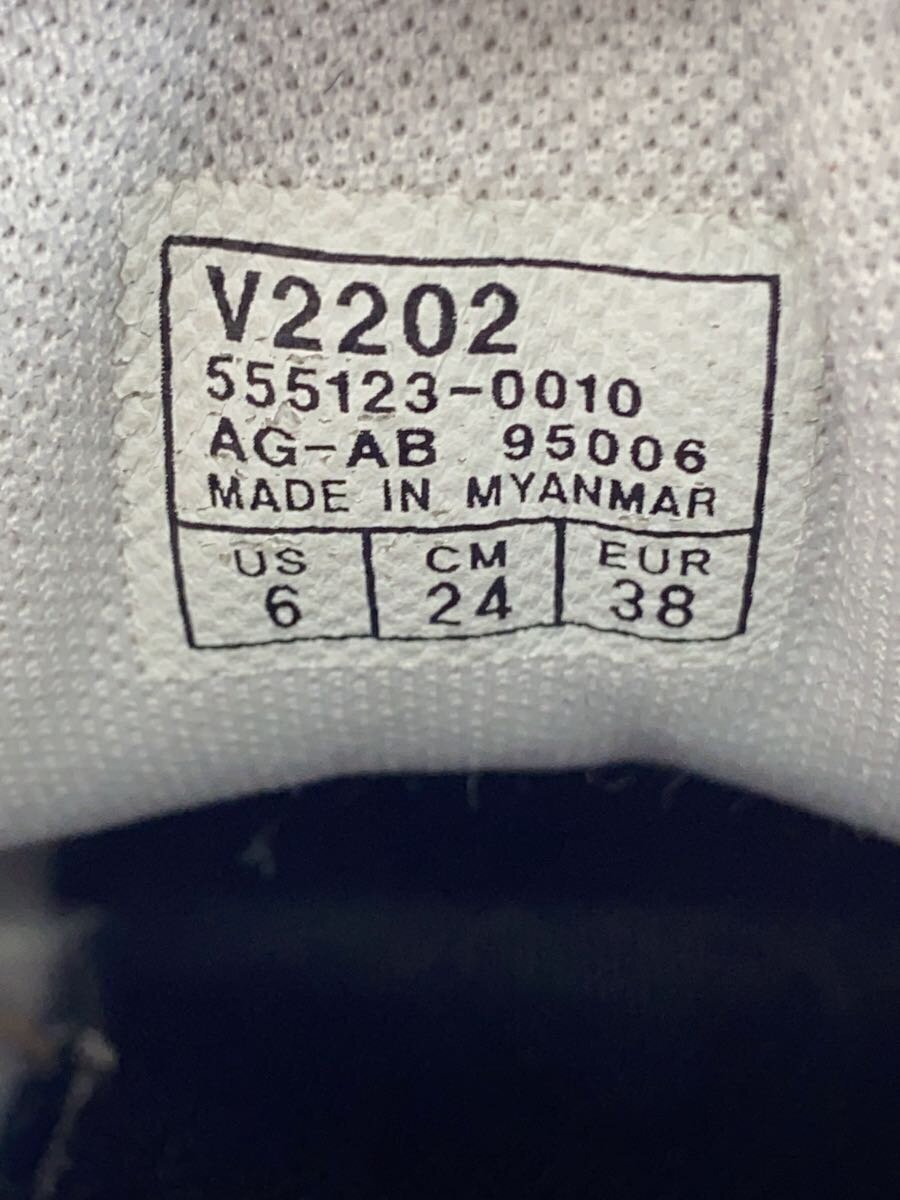 V2202
555123-0010
AG-AB 95006
MADE IN MYANMAR
US CM EUR
6 24 38